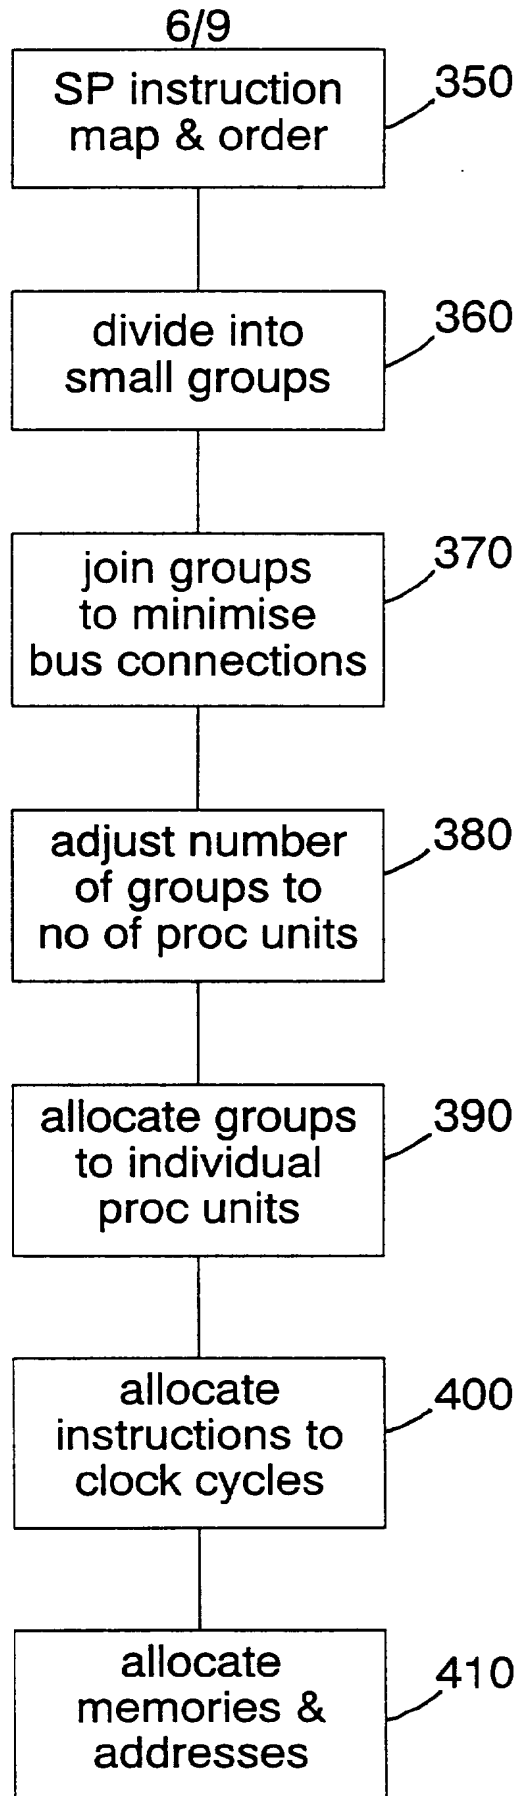 6/9
SP instruction
map & order
350
divide into
small groups
360
join groups
to minimise
bus connections
370
adjust number
of groups to
no of proc units
380
allocate groups
to individual
proc units
390
allocate
instructions to
clock cycles
400
allocate
memories &
addresses
410